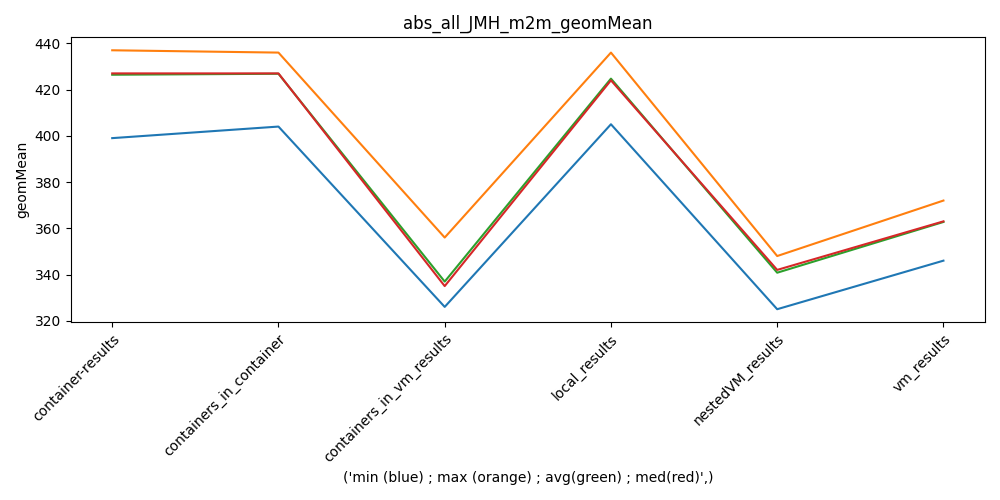 abs_all_JMH_m2m_geomMean
geomMean
440
420
400
380
360
340
320
container-results
containers_in_container
containers_in_vm_results
local_results
nestedVM_results
vm_results
('min (blue) ; max (orange) ; avg(green) ; med(red)',)